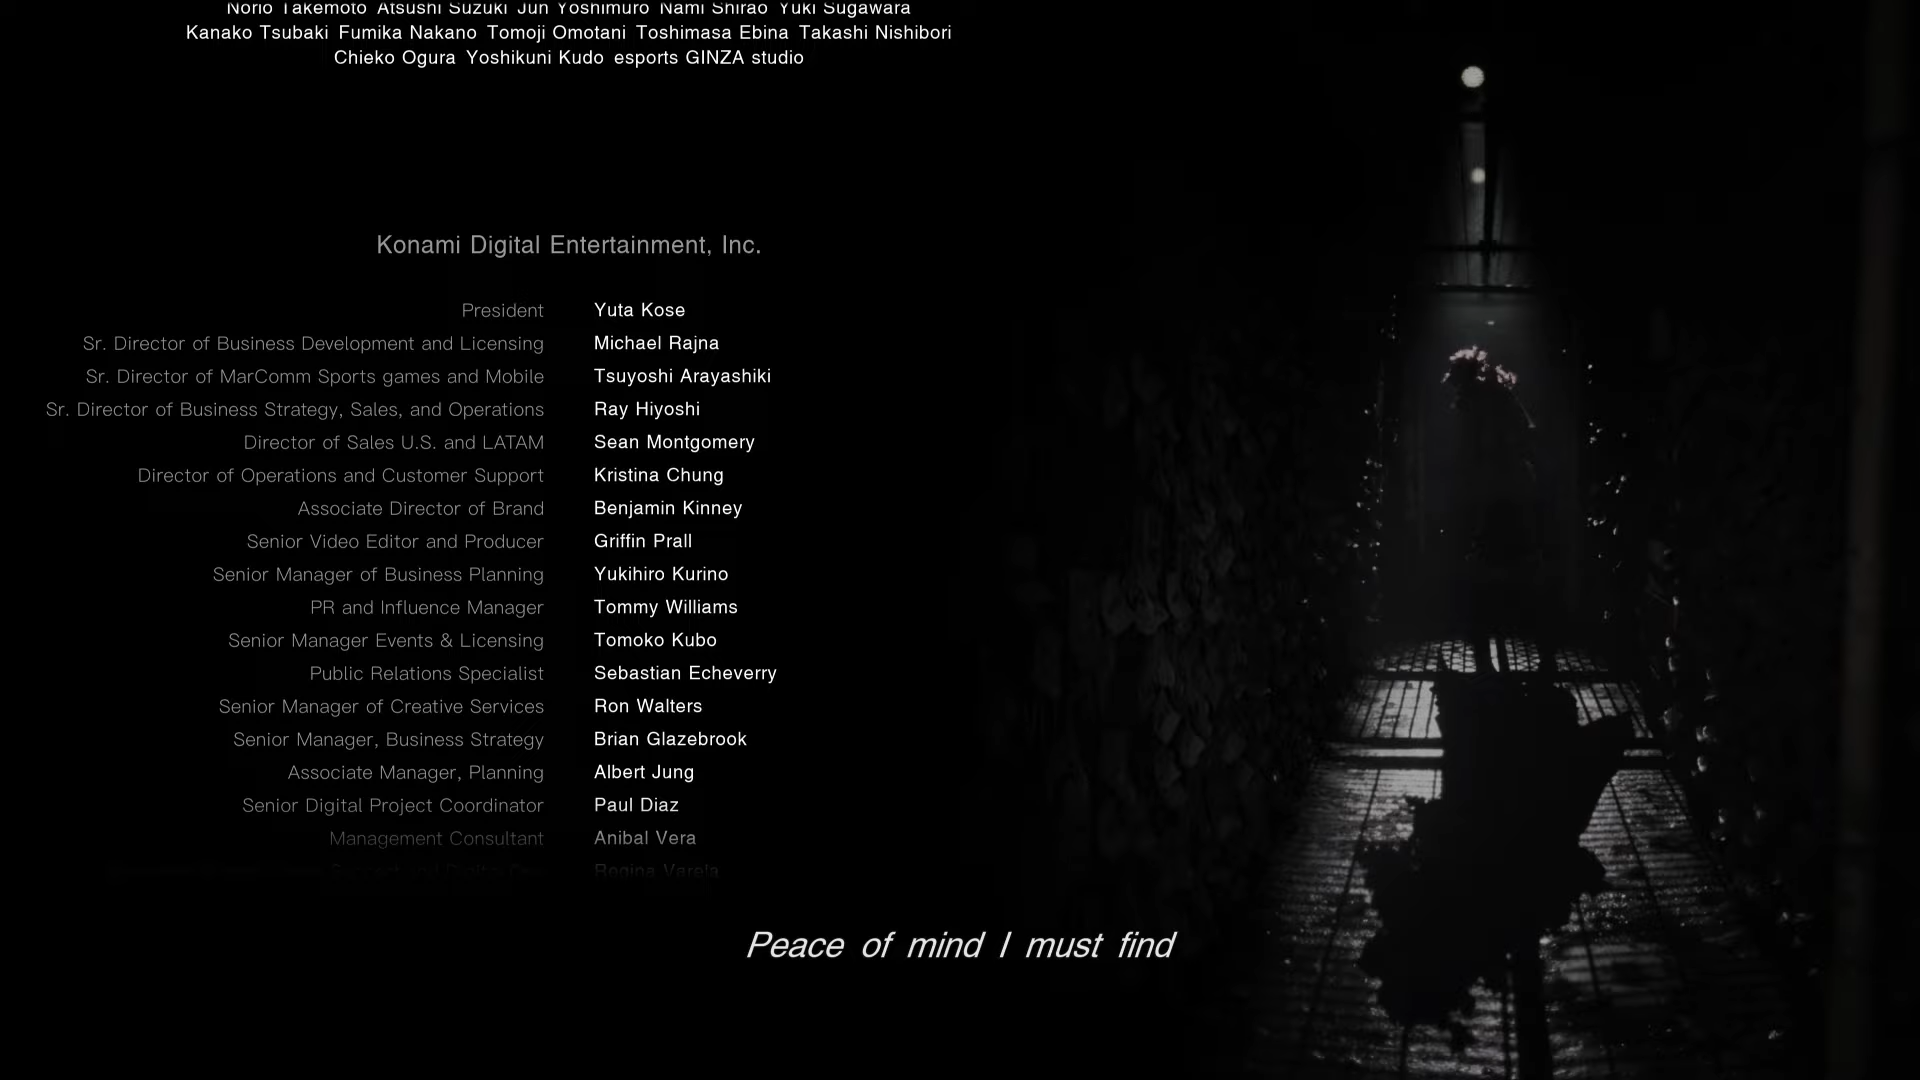 Norio Takemoto Atsushi Suzuki Jun Yoshimuro Nami Shirao Yuki Sugawara
Kanako Tsubaki Fumika Nakano Tomoji Omotani Toshimasa Ebina Takashi Nishibori
Chieko Ogura Yoshikuni Kudo esports GINZA studio
Konami Digital Entertainment, Inc.
President Yuta Kose
Sr. Director of Business Development and Licensing Michael Rajna
Sr. Director of MarComm Sports games and Mobile Tsuyoshi Arayashiki
Sr. Director of Business Strategy, Sales, and Operations Ray Hiyoshi
Director of Sales U.S. and LATAM Sean Montgomery
Director of Operations and Customer Support Kristina Chung
Associate Director of Brand Benjamin Kinney
Senior Video Editor and Producer Griffin Prall
Senior Manager of Business Planning Yukihiro Kurino
PR and Influence Manager Tommy Williams
Senior Manager Events & Licensing Tomoko Kubo
Public Relations Specialist Sebastian Echeverry
Senior Manager of Creative Services Ron Walters
Senior Manager, Business Strategy Brian Glazebrook
Associate Manager, Planning Albert Jung
Senior Digital Project Coordinator Paul Diaz
Management Consultant Anibal Vera
Regina Varela
Peace of mind I must find